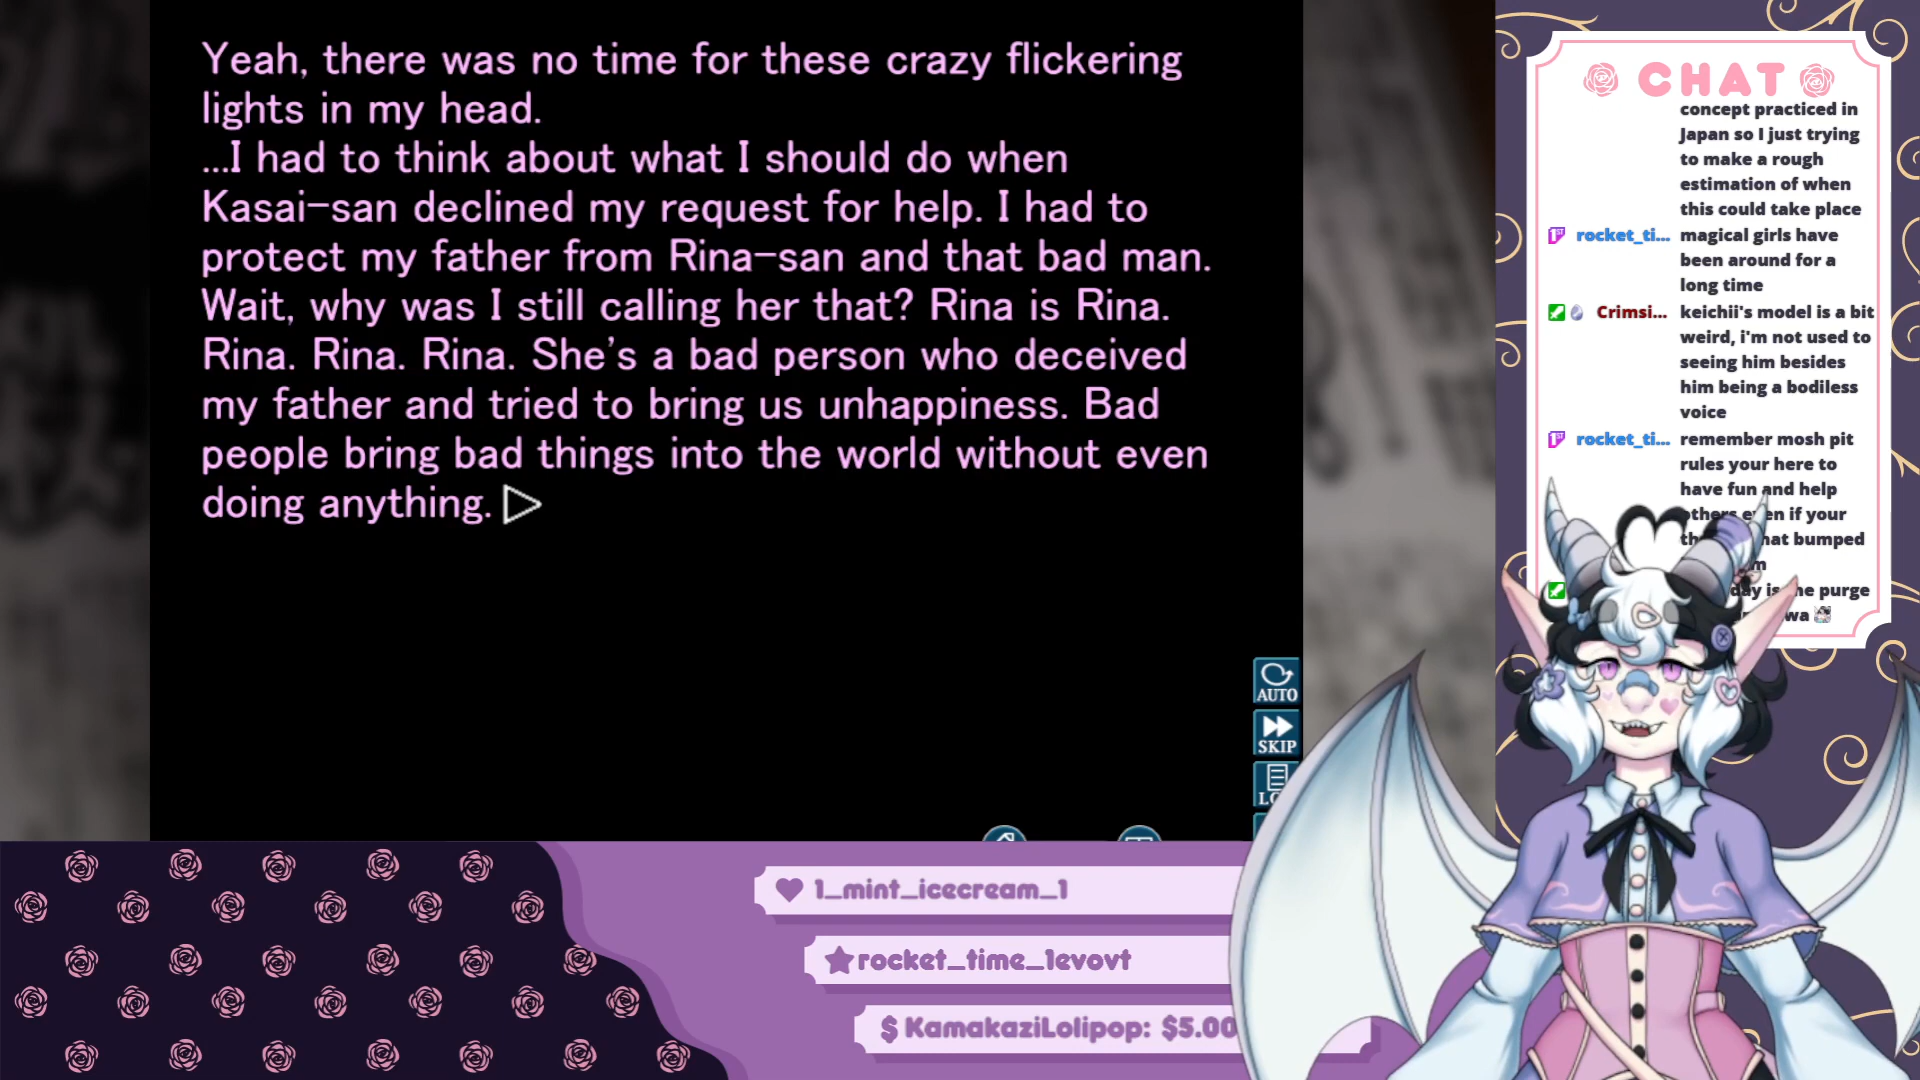 Yeah, there was no time for these crazy flickering
lights in my head.
...I had to think about what I should do when
Kasai-san declined my request for help. I had to
protect my father from Rina-san and that bad man.
Wait, why was I still calling her that? Rina is Rina.
Rina. Rina. Rina. She's a bad person who deceived
my father and tried to bring us unhappiness. Bad
people bring bad things into the world without even
doing anything.
AUTO
SKIP
CHAT
concept practiced in
Japan so I just trying
to make a rough
estimation of when
this could take place
rocket_ti... magical girls have
been around for a
long time
Crimsi... keichii's model is a bit
weird, i'm not used to
seeing him besides
him being a bodiless
voice
rocket_ti... remember mosh pit
rules your here to
have fun and help
others even if your
bumped
purge
1_mint_icecream_1
rocket_time_1evovt
$ KamakaziLolipop: $5.00